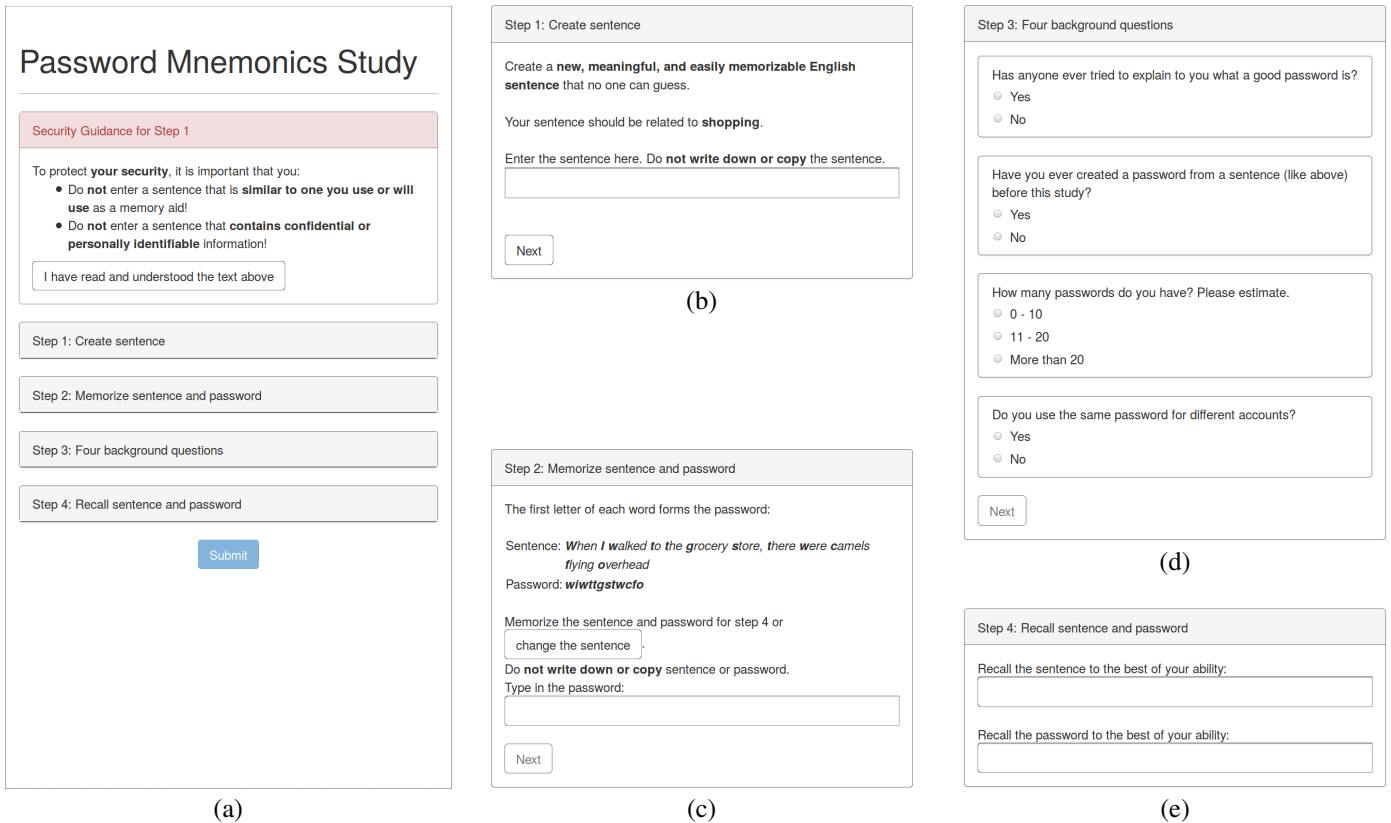 Password Mnemonics Study
Security Guidance for Step 1
To protect your security, it is important that you:
• Do not enter a sentence that is similar to one you use or will
use as a memory aid!
• Do not enter a sentence that contains confidential or
personally identifiable information!
I have read and understood the text above
Step 1: Create sentence
Step 2: Memorize sentence and password
Step 3: Four background questions
Step 4: Recall sentence and password
Submit
(a)
Step 1: Create sentence
Create a new, meaningful, and easily memorizable English
sentence that no one can guess.
Your sentence should be related to shopping.
Enter the sentence here. Do not write down or copy the sentence.
Next
(b)
Step 2: Memorize sentence and password
The first letter of each word forms the password:
Sentence: When I walked to the grocery store, there were camels
flying overhead
Password: wiwttgstwcfo
Memorize the sentence and password for step 4 or
change the sentence.
Do not write down or copy sentence or password.
Type in the password:
Next
(c)
Step 3: Four background questions
Has anyone ever tried to explain to you what a good password is?
Yes
No
Have you ever created a password from a sentence (like above)
before this study?
Yes
No
How many passwords do you have? Please estimate.
0 - 10
11 - 20
More than 20
Do you use the same password for different accounts?
Yes
No
Next
(d)
Step 4: Recall sentence and password
Recall the sentence to the best of your ability:
Recall the password to the best of your ability:
(e)